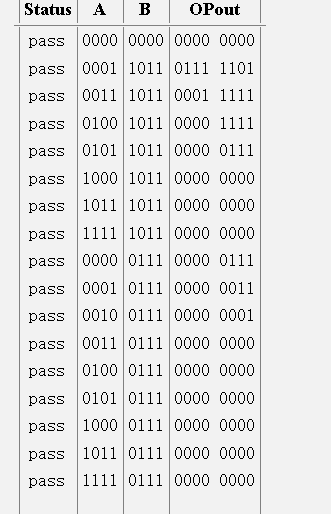 Status A B OPout
pass 0000 0000 0000 0000
pass 0001 1011 0111 1101
pass 0011 1011 0001 1111
pass 0100 1011 0000 1111
pass 0101 1011 0000 0111
pass 1000 1011 0000 0000
pass 1011 1011 0000 0000
pass 1111 1011 0000 0000
pass 0000 0111 0000 0111
pass 0001 0111 0000 0011
pass 0010 0111 0000 0001
pass 0011 0111 0000 0000
pass 0100 0111 0000 0000
pass 0101 0111 0000 0000
pass 1000 0111 0000 0000
pass 1011 0111 0000 0000
pass 1111 0111 0000 0000